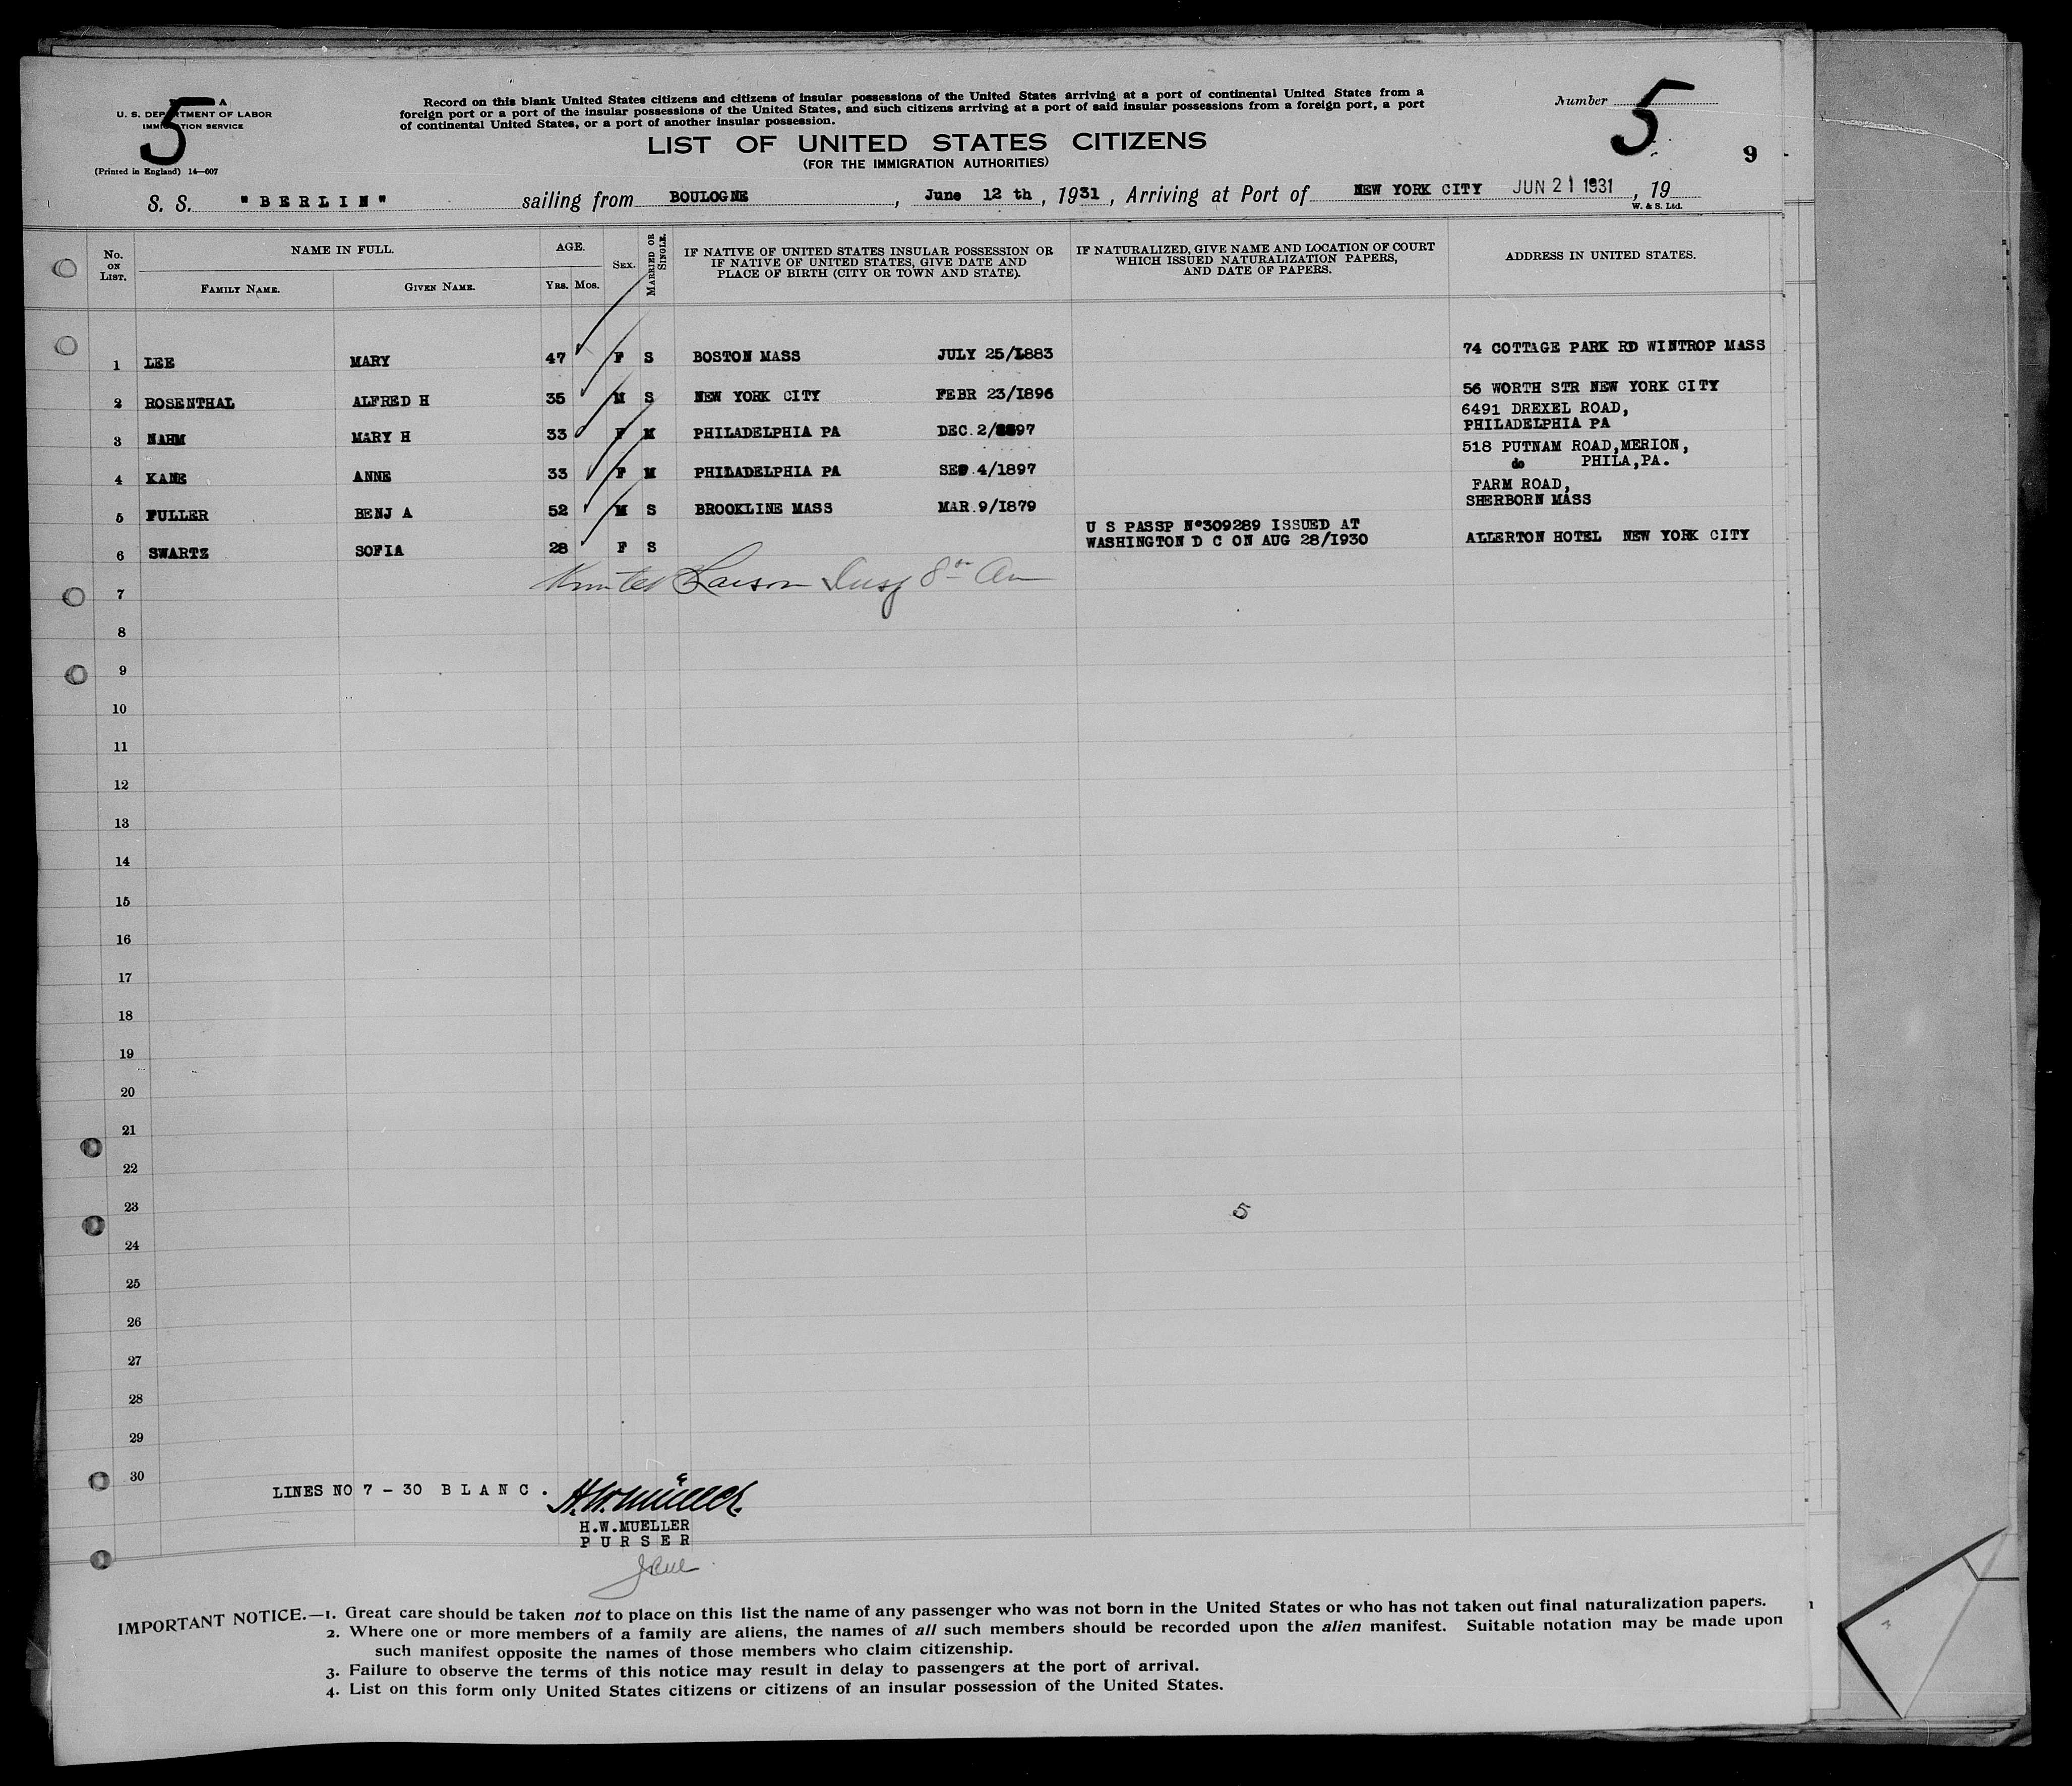 A
U. S. DEPARTMENT OF LABOR
IMMIGRATION SERVICE
5
(Printed in England) 14—607
Record on this blank United States citizens and citizens of insular possessions of the United States arriving at a port of continental United States from a
foreign port or a port of the insular possessions of the United States, and such citizens arriving at a port of said insular possessions from a foreign port, a port
of continental United States, or a port of another insular possession.
LIST OF UNITED STATES CITIZENS
(FOR THE IMMIGRATION AUTHORITIES)
Number 5
9
S. S. "BERLIN" sailing from BOULOGNE, June 12 th, 1931, Arriving at Port of NEW YORK CITY JUN 21 1931, 19
W. & S. Ltd.
No. ON LIST. NAME IN FULL. FAMILY NAME. GIVEN NAME. AGE. YRS. MOS. SEX. MARRIED OR SINGLE. IF NATIVE OF UNITED STATES INSULAR POSSESSION OR IF NATIVE OF UNITED STATES, GIVE DATE AND PLACE OF BIRTH (CITY OR TOWN AND STATE). IF NATURALIZED, GIVE NAME AND LOCATION OF COURT WHICH ISSUED NATURALIZATION PAPERS, AND DATE OF PAPERS. ADDRESS IN UNITED STATES.
1 LEE MARY 47 F S BOSTON MASS JULY 25/1883 74 COTTAGE PARK RD WINTROP MASS
2 ROSENTHAL ALFRED H 35 M S NEW YORK CITY FEBR 23/1896 56 WORTH STR NEW YORK CITY
3 NAHM MARY H 33 F M PHILADELPHIA PA DEC.2/1897 6491 DREXEL ROAD, PHILADELPHIA PA
4 KANE ANNE 33 F M PHILADELPHIA PA SEP.4/1897 518 PUTNAM ROAD,MERION, do PHILA,PA.
5 FULLER BENJ A 52 M S BROOKLINE MASS MAR.9/1879 FARM ROAD, SHERBORN MASS
6 SWARTZ SOFIA 28 F S U S PASSP Nº309289 ISSUED AT WASHINGTON D C ON AUG 28/1930 ALLERTON HOTEL NEW YORK CITY
7 Larson Insp
8
9
10
11
12
13
14
15
16
17
18
19
20
21
22
23 5
24
25
26
27
28
29
30
LINES NO 7 - 30 BLANC.
H.W.Mueller
H.W.MUELLER
PURSER
IMPORTANT NOTICE.—1. Great care should be taken not to place on this list the name of any passenger who was not born in the United States or who has not taken out final naturalization papers.
2. Where one or more members of a family are aliens, the names of all such members should be recorded upon the alien manifest. Suitable notation may be made upon
such manifest opposite the names of those members who claim citizenship.
3. Failure to observe the terms of this notice may result in delay to passengers at the port of arrival.
4. List on this form only United States citizens or citizens of an insular possession of the United States.